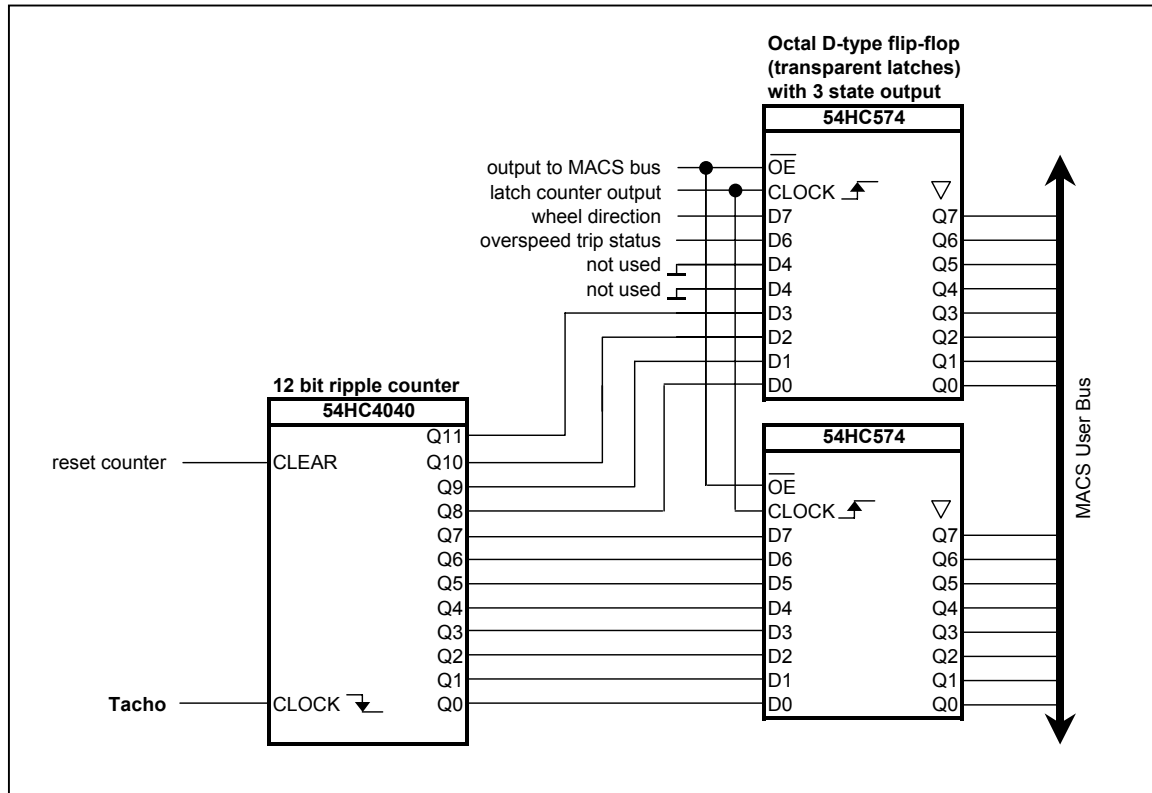 Octal D-type flip-flop
(transparent latches)
with 3 state output
54HC574
output to MACS bus
OE
latch counter output
CLOCK
wheel direction
D7
Q7
overspeed trip status
D6
Q6
not used
D4
Q5
not used
D4
Q4
D3
Q3
D2
Q2
D1
Q1
D0
Q0
12 bit ripple counter
54HC4040
reset counter
CLEAR
Q11
Q10
Q9
Q8
Q7
Q6
Q5
Q4
Q3
Q2
Q1
Q0
Tacho
CLOCK
54HC574
OE
CLOCK
D7
Q7
D6
Q6
D5
Q5
D4
Q4
D3
Q3
D2
Q2
D1
Q1
D0
Q0
MACS User Bus